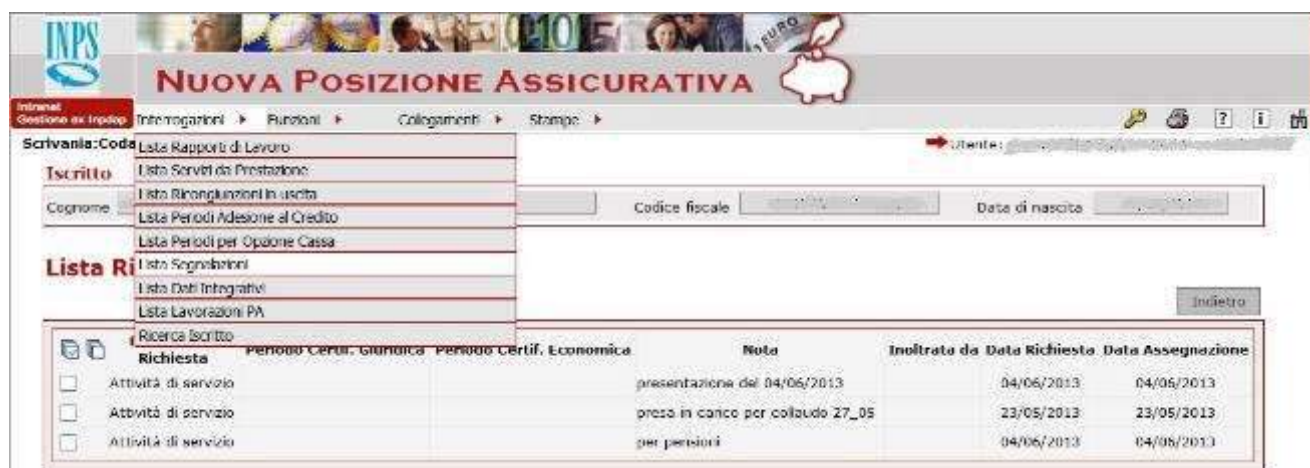 INPS
EURO
NUOVA POSIZIONE ASSICURATIVA
Intranet
Gestione ex Inpdap
Interrogazioni Funzioni Collegamenti Stampe
Scrivania:Coda
Utente:
Lista Rapporti di Lavoro
Lista Servizi da Prestazione
Iscritto
Lista Ricongiunzioni in uscita
Cognome
Codice fiscale
Data di nascita
Lista Periodi Adesione al Credito
Lista Periodi per Opzione Cassa
Lista Ri
Lista Segnalazioni
Lista Dati Integrativi
Lista Lavorazioni PA
Indietro
Ricerca Iscritto
Richiesta Periodo Certif. Giuridica Periodo Certif. Economica Nota Inoltrata da Data Richiesta Data Assegnazione
Attività di servizio presentazione del 04/06/2013 04/06/2013 04/06/2013
Attività di servizio presa in carico per collaudo 27_05 23/05/2013 23/05/2013
Attività di servizio per pensioni 04/06/2013 04/06/2013